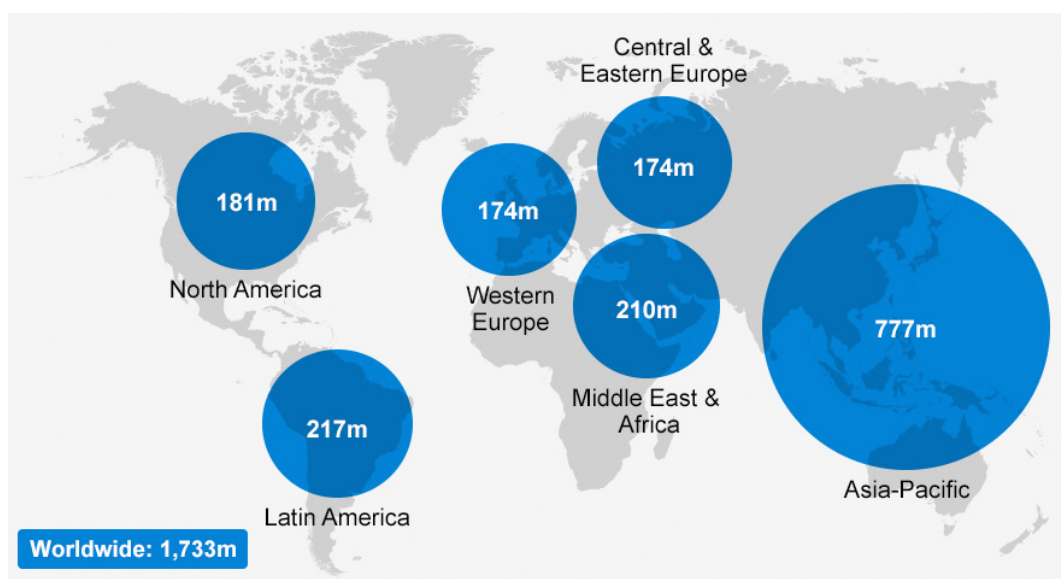 Central &
Eastern Europe
174m
181m
North America
174m
Western
Europe
210m
Middle East &
Africa
777m
Asia-Pacific
217m
Latin America
Worldwide: 1,733m